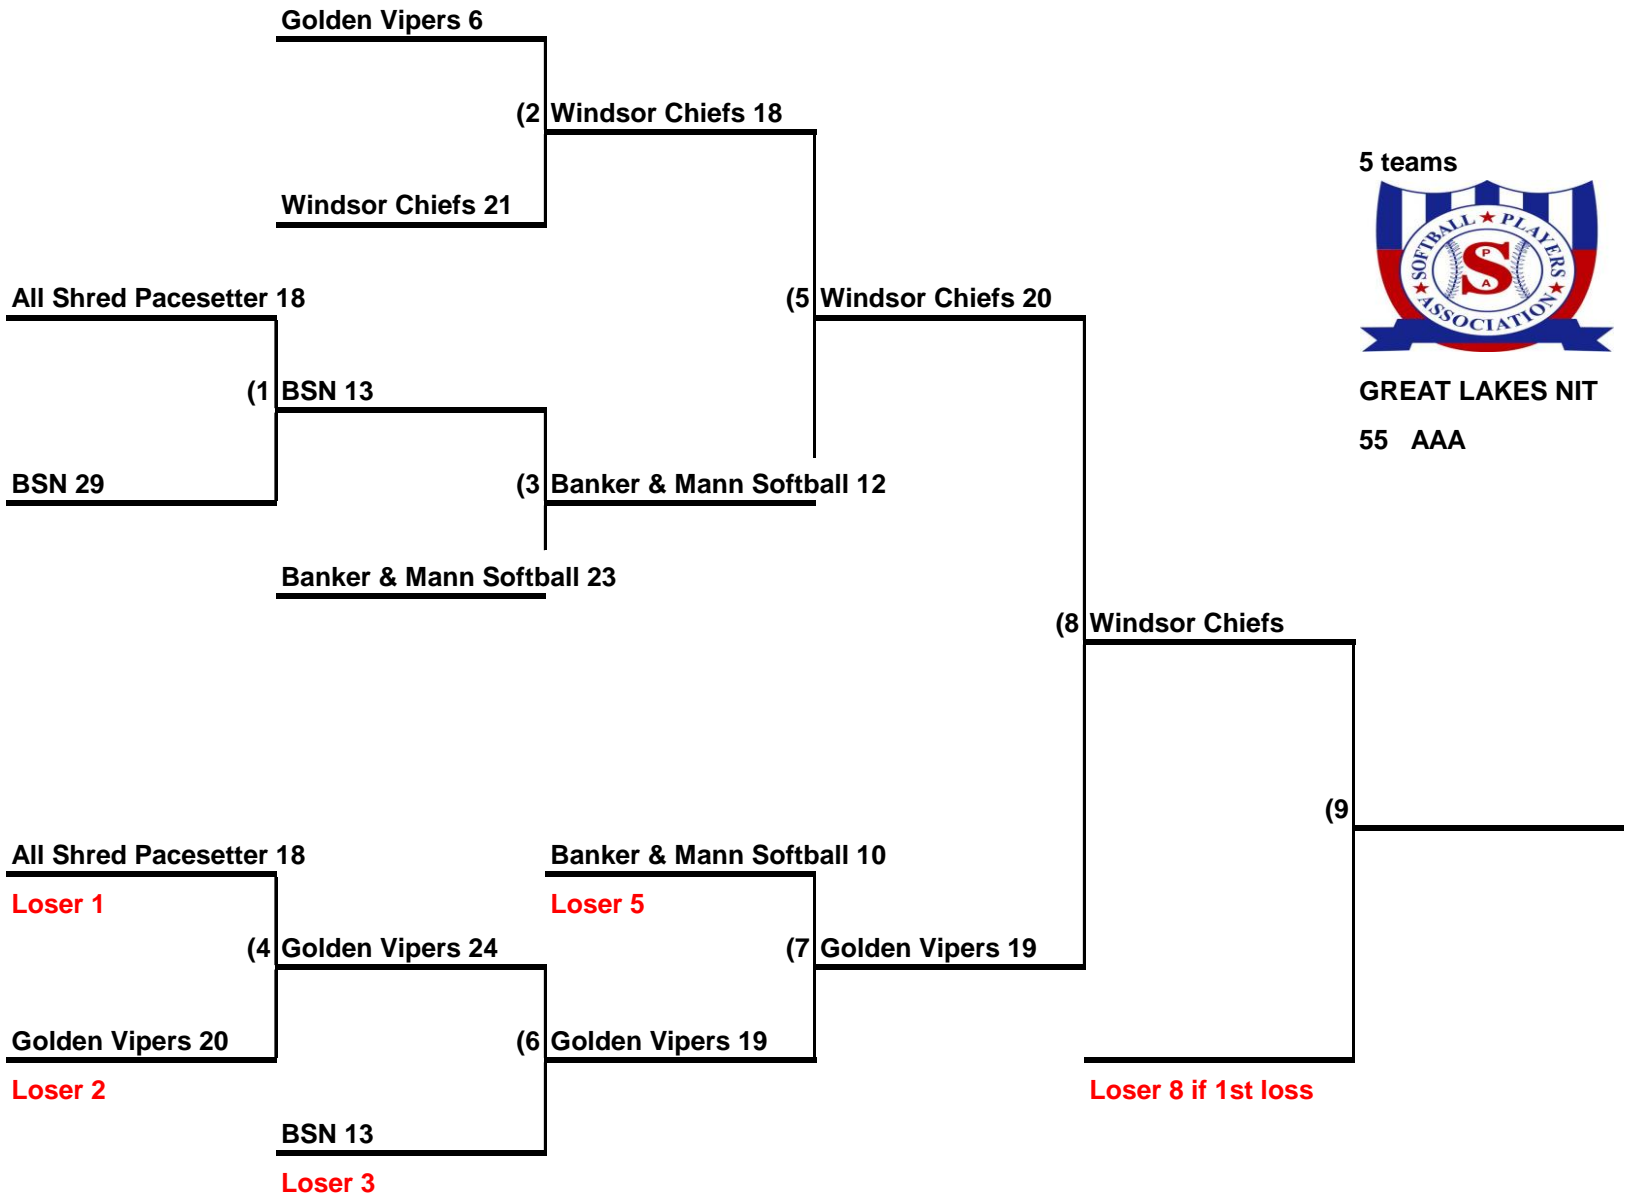 Golden Vipers 6
(2 Windsor Chiefs 18
5 teams
Windsor Chiefs 21
SOFTBALL ★ PLAYERS
★ ASSOCIATION ★
S
P
A
All Shred Pacesetter 18
(5 Windsor Chiefs 20
(1 BSN 13
GREAT LAKES NIT
55 AAA
BSN 29
(3 Banker & Mann Softball 12
Banker & Mann Softball 23
(8 Windsor Chiefs
(9
All Shred Pacesetter 18
Banker & Mann Softball 10
Loser 1
Loser 5
(4 Golden Vipers 24
(7 Golden Vipers 19
Golden Vipers 20
(6 Golden Vipers 19
Loser 2
Loser 8 if 1st loss
BSN 13
Loser 3